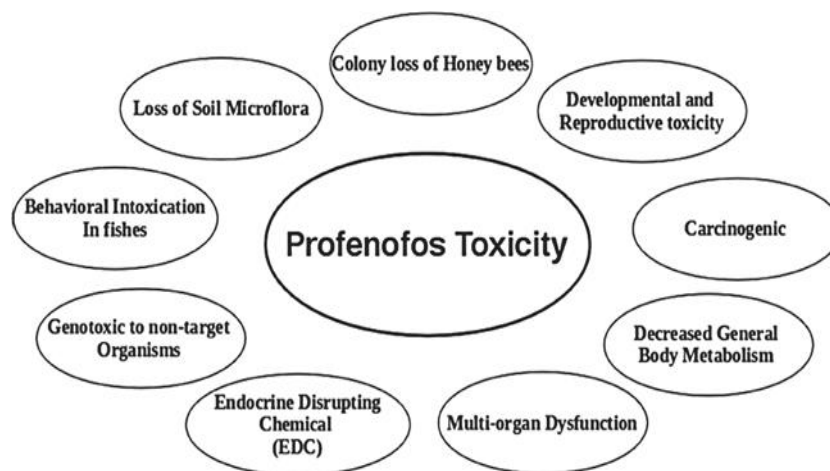 Colony loss of Honey bees
Loss of Soil Microflora
Developmental and
Reproductive toxicity
Behavioral Intoxication
In fishes
Profenofos Toxicity
Carcinogenic
Genotoxic to non-target
Organisms
Decreased General
Body Metabolism
Endocrine Disrupting
Chemical
(EDC)
Multi-organ Dysfunction